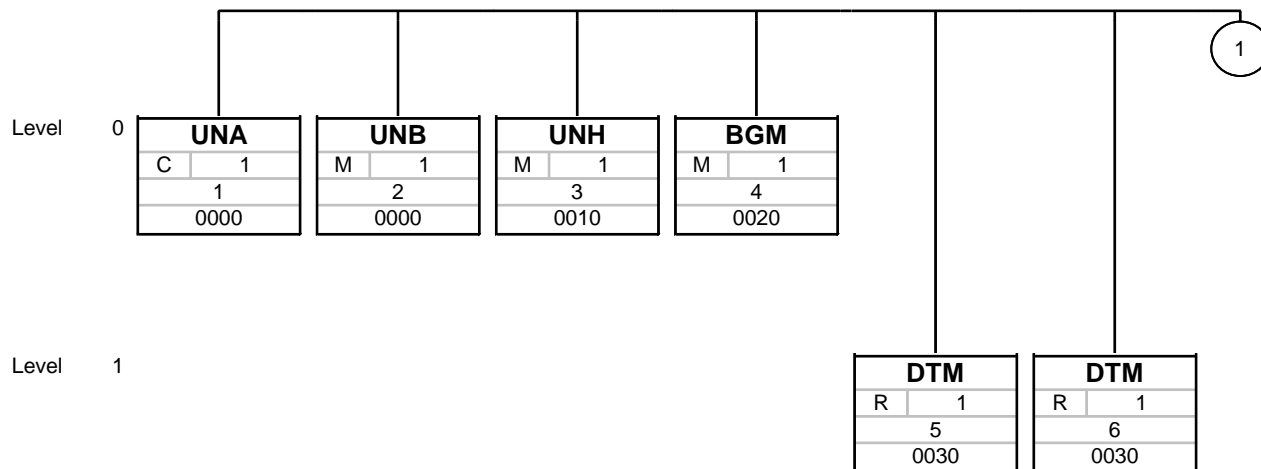 1
Level 0
UNA UNB UNH BGM
C 1 M 1 M 1 M 1
1 2 3 4
0000 0000 0010 0020
Level 1
DTM DTM
R 1 R 1
5 6
0030 0030